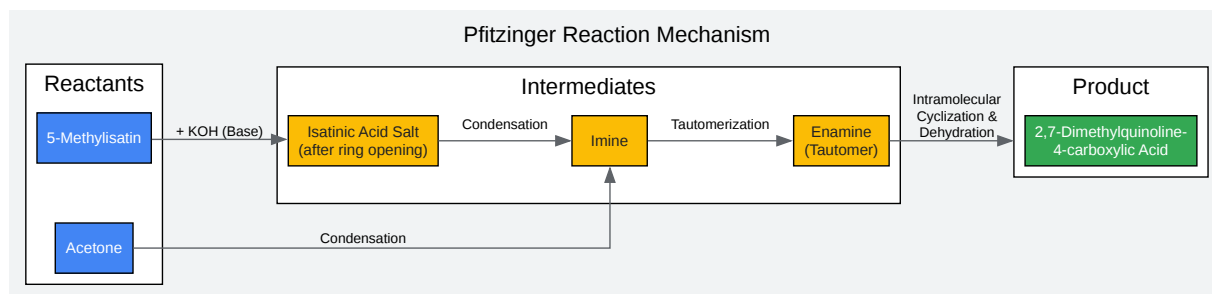 Pfitzinger Reaction Mechanism
Reactants
5-Methylisatin
Acetone
+ KOH (Base)
Intermediates
Isatinic Acid Salt
(after ring opening)
Condensation
Imine
Tautomerization
Enamine
(Tautomer)
Condensation
Intramolecular
Cyclization &
Dehydration
Product
2,7-Dimethylquinoline-
4-carboxylic Acid